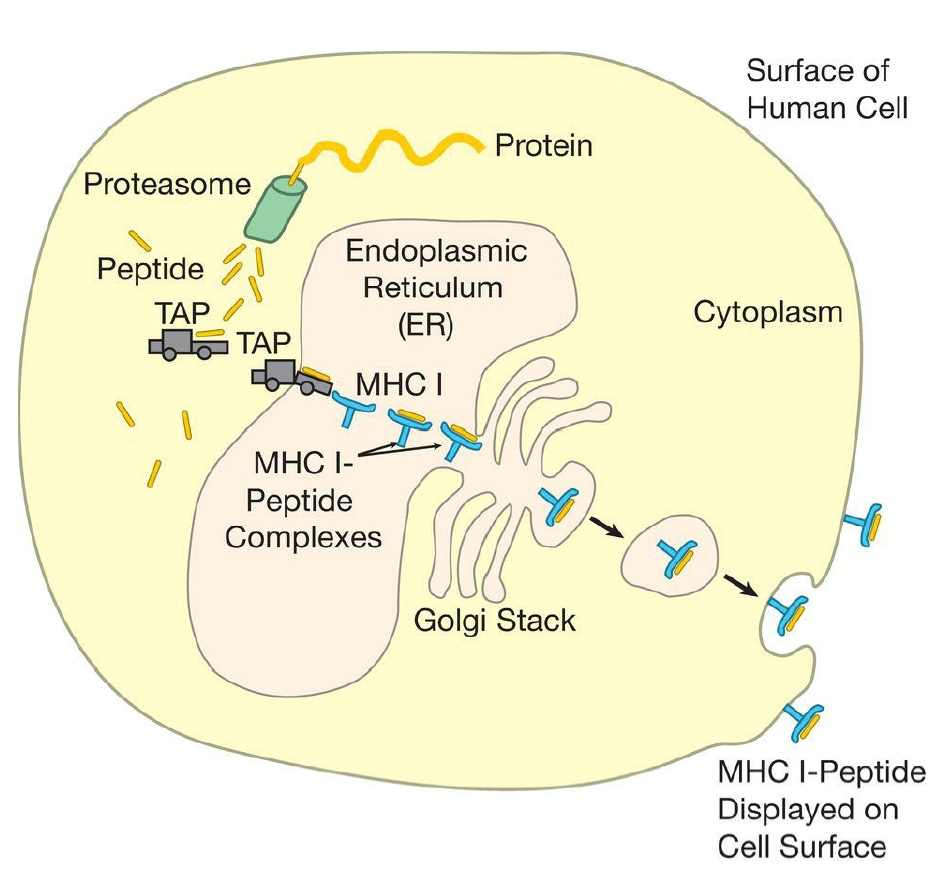 Surface of
Human Cell
Protein
Proteasome
Peptide
Endoplasmic
Reticulum
(ER)
Cytoplasm
TAP
TAP
MHC I
MHC I-
Peptide
Complexes
Golgi Stack
MHC I-Peptide
Displayed on
Cell Surface